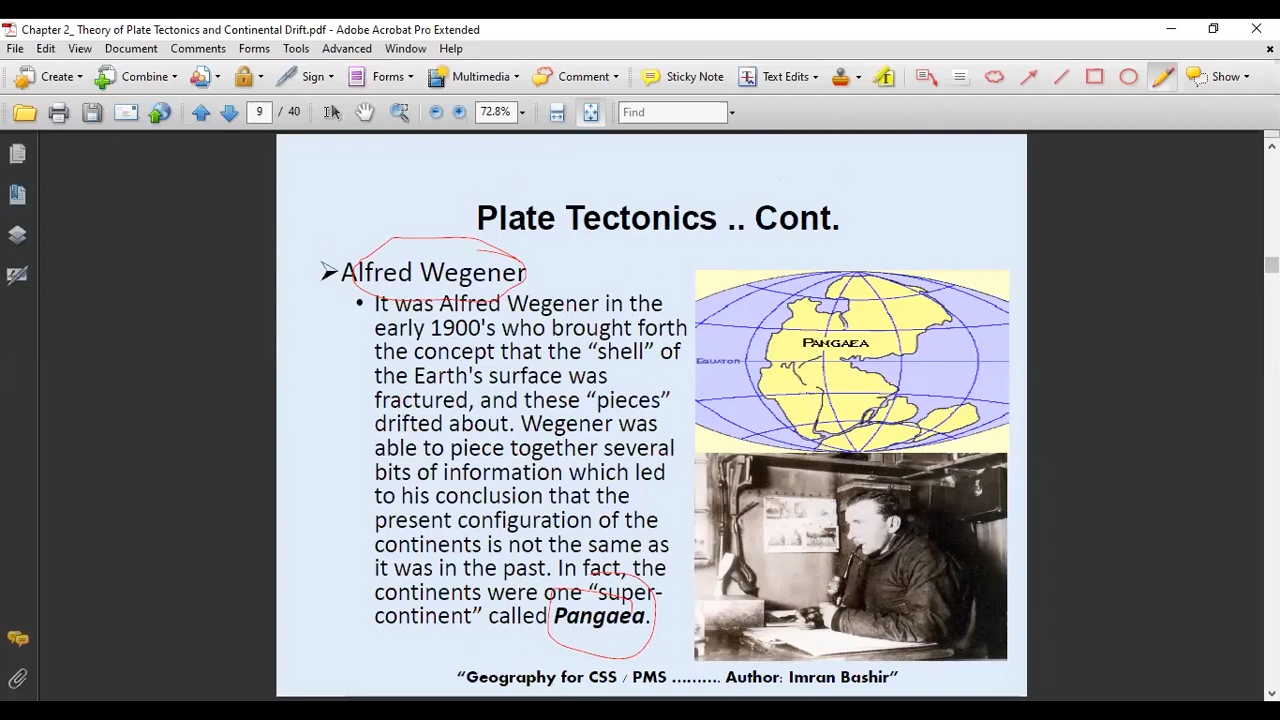 Chapter 2_ Theory of Plate Tectonics and Continental Drift.pdf - Adobe Acrobat Pro Extended
File Edit View Document Comments Forms Tools Advanced Window Help
Create Combine Sign Forms Multimedia Comment Sticky Note Text Edits Show
9 / 40 72.8% Find
Plate Tectonics .. Cont.
Alfred Wegener
• It was Alfred Wegener in the
early 1900's who brought forth
the concept that the “shell” of
the Earth's surface was
fractured, and these “pieces”
drifted about. Wegener was
able to piece together several
bits of information which led
to his conclusion that the
present configuration of the
continents is not the same as
it was in the past. In fact, the
continents were one “super-
continent” called Pangaea.
PANGAEA
EQUATOR
“Geography for CSS / PMS ......... Author: Imran Bashir”